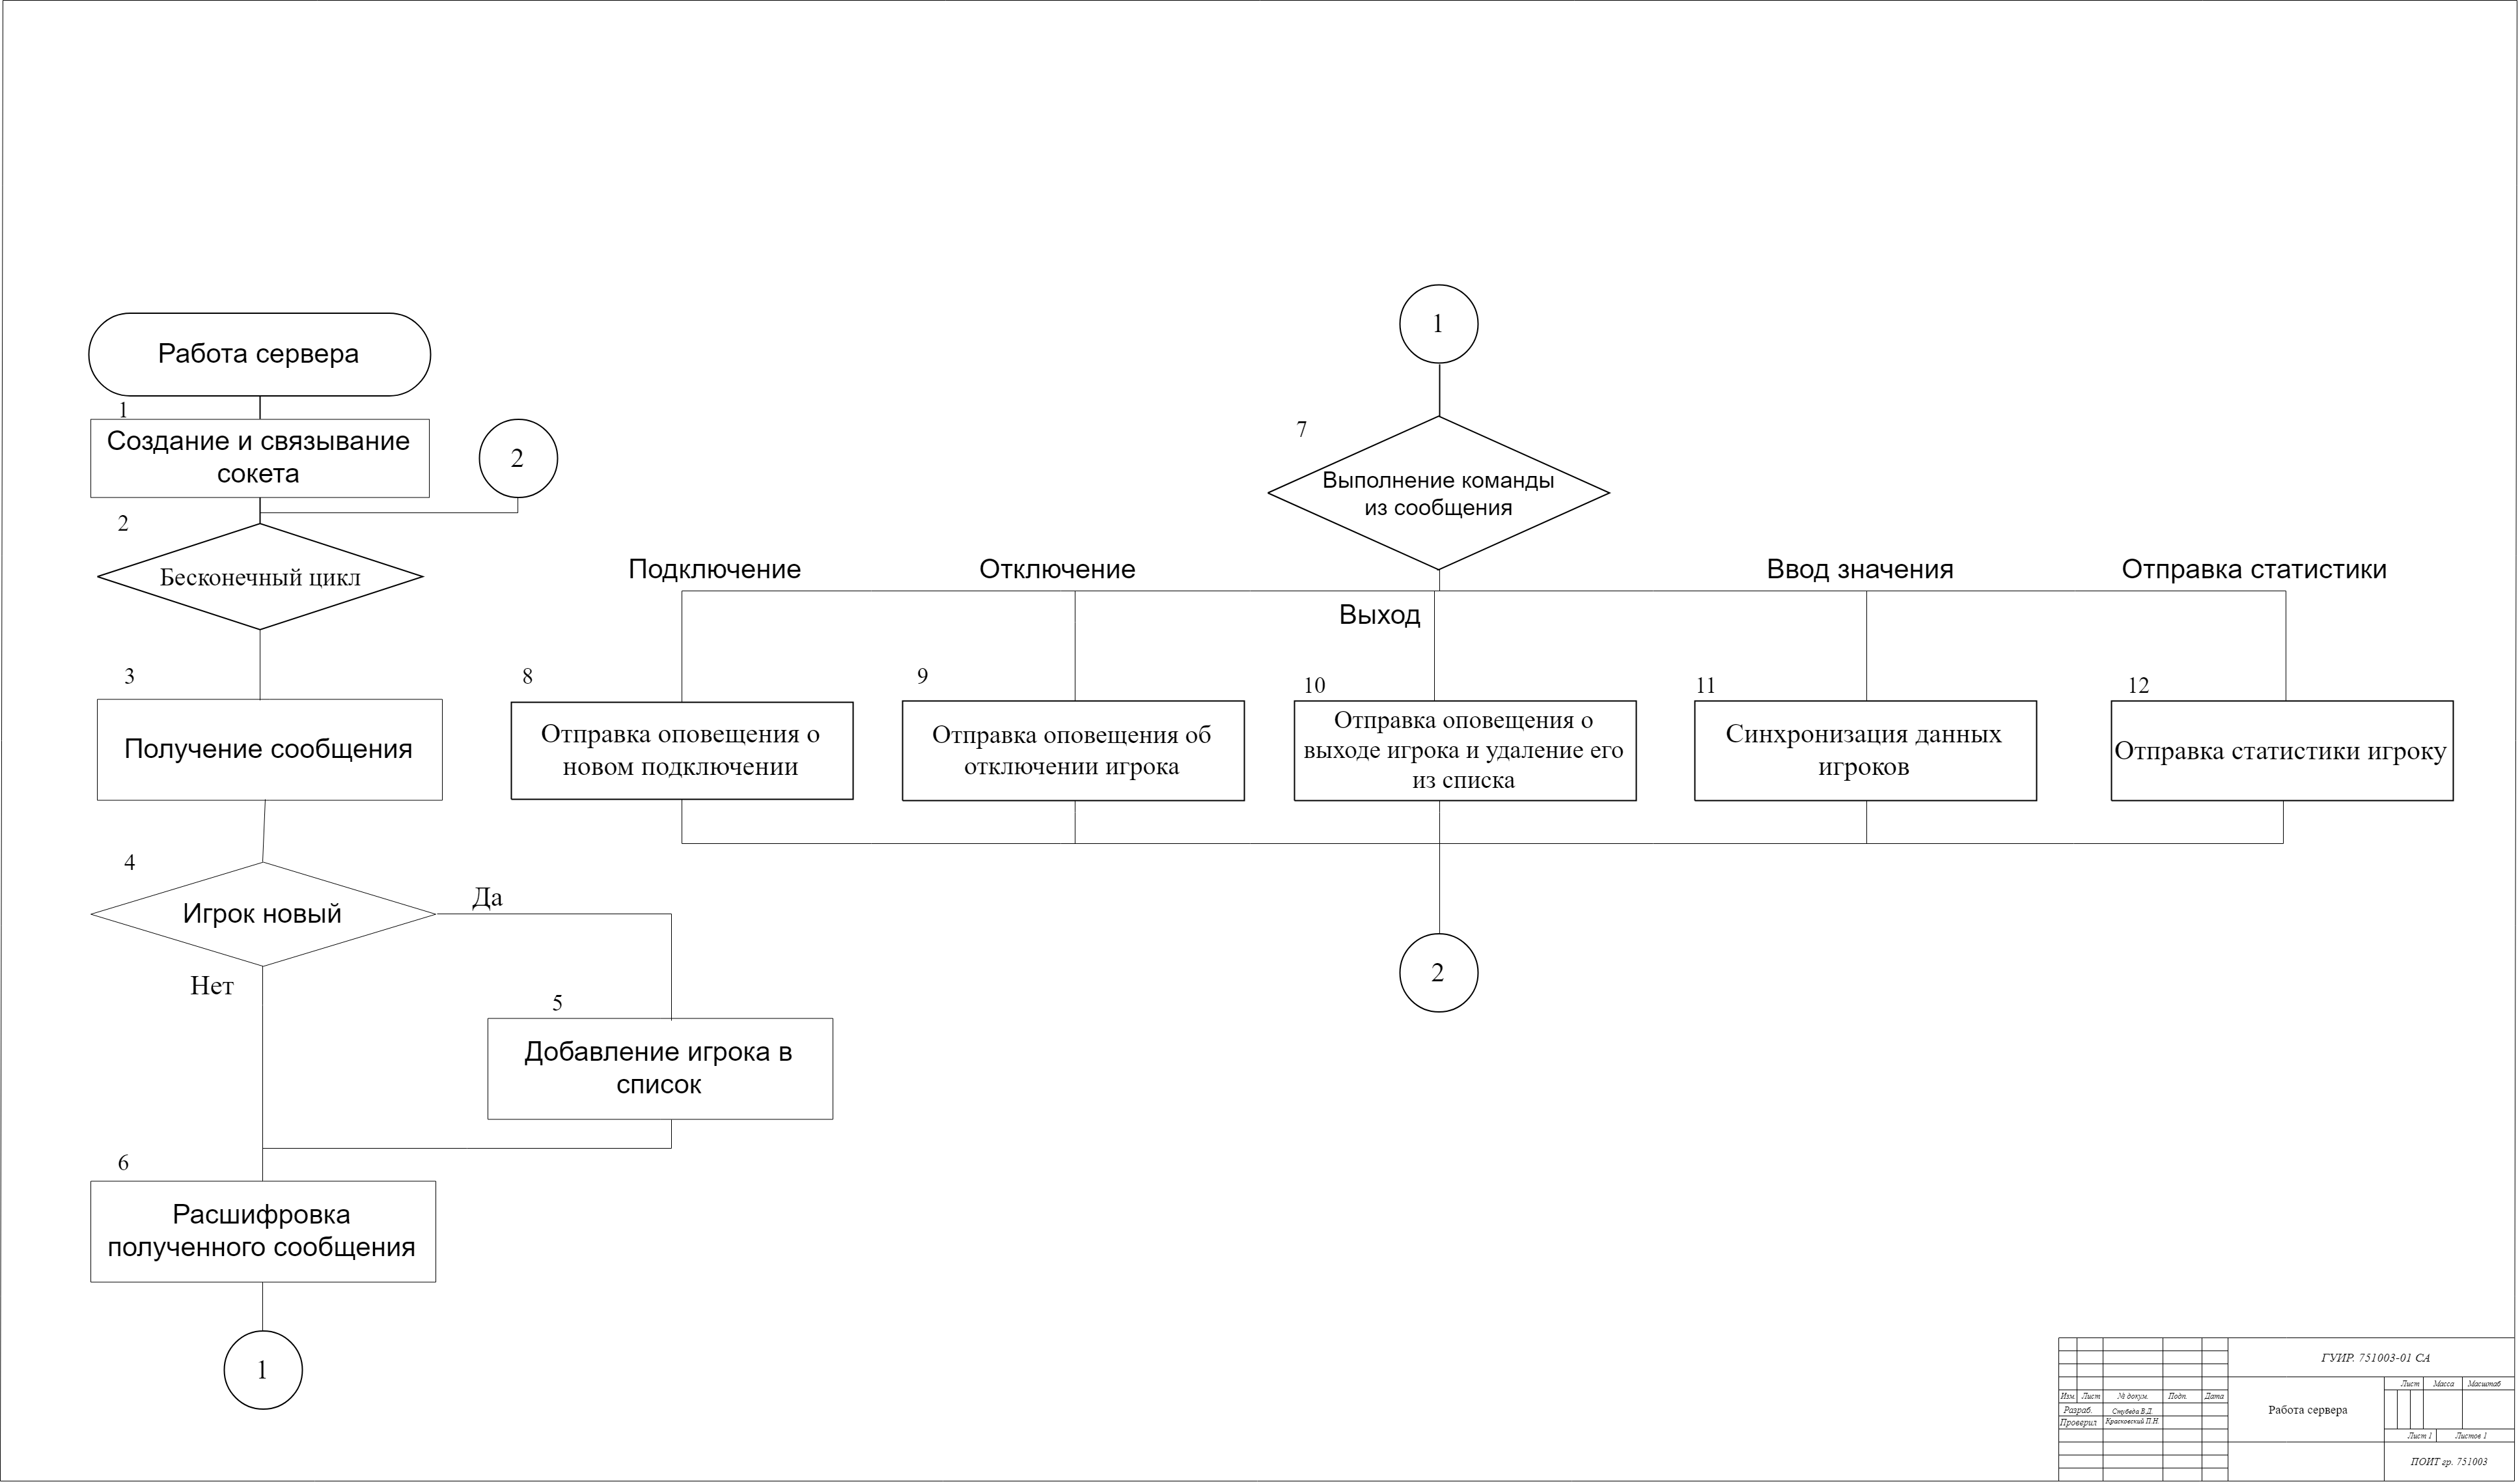 Работа сервера
1
Создание и связывание
сокета
2
2
Бесконечный цикл
3
Получение сообщения
4
Игрок новый
Да
Нет
5
Добавление игрока в
список
6
Расшифровка
полученного сообщения
1
1
7
Выполнение команды
из сообщения
Подключение
Отключение
Выход
Ввод значения
Отправка статистики
8
Отправка оповещения о
новом подключении
9
Отправка оповещения об
отключении игрока
10
Отправка оповещения о
выходе игрока и удаление его
из списка
11
Синхронизация данных
игроков
12
Отправка статистики игроку
2
ГУИР. 751003-01 СА
Изм. Лист № докум. Подп. Дата
Разраб. Стубеда В.Д.
Проверил Красковский П.Н.
Работа сервера
Лист Масса Масштаб
Лист 1 Листов 1
ПОИТ гр. 751003